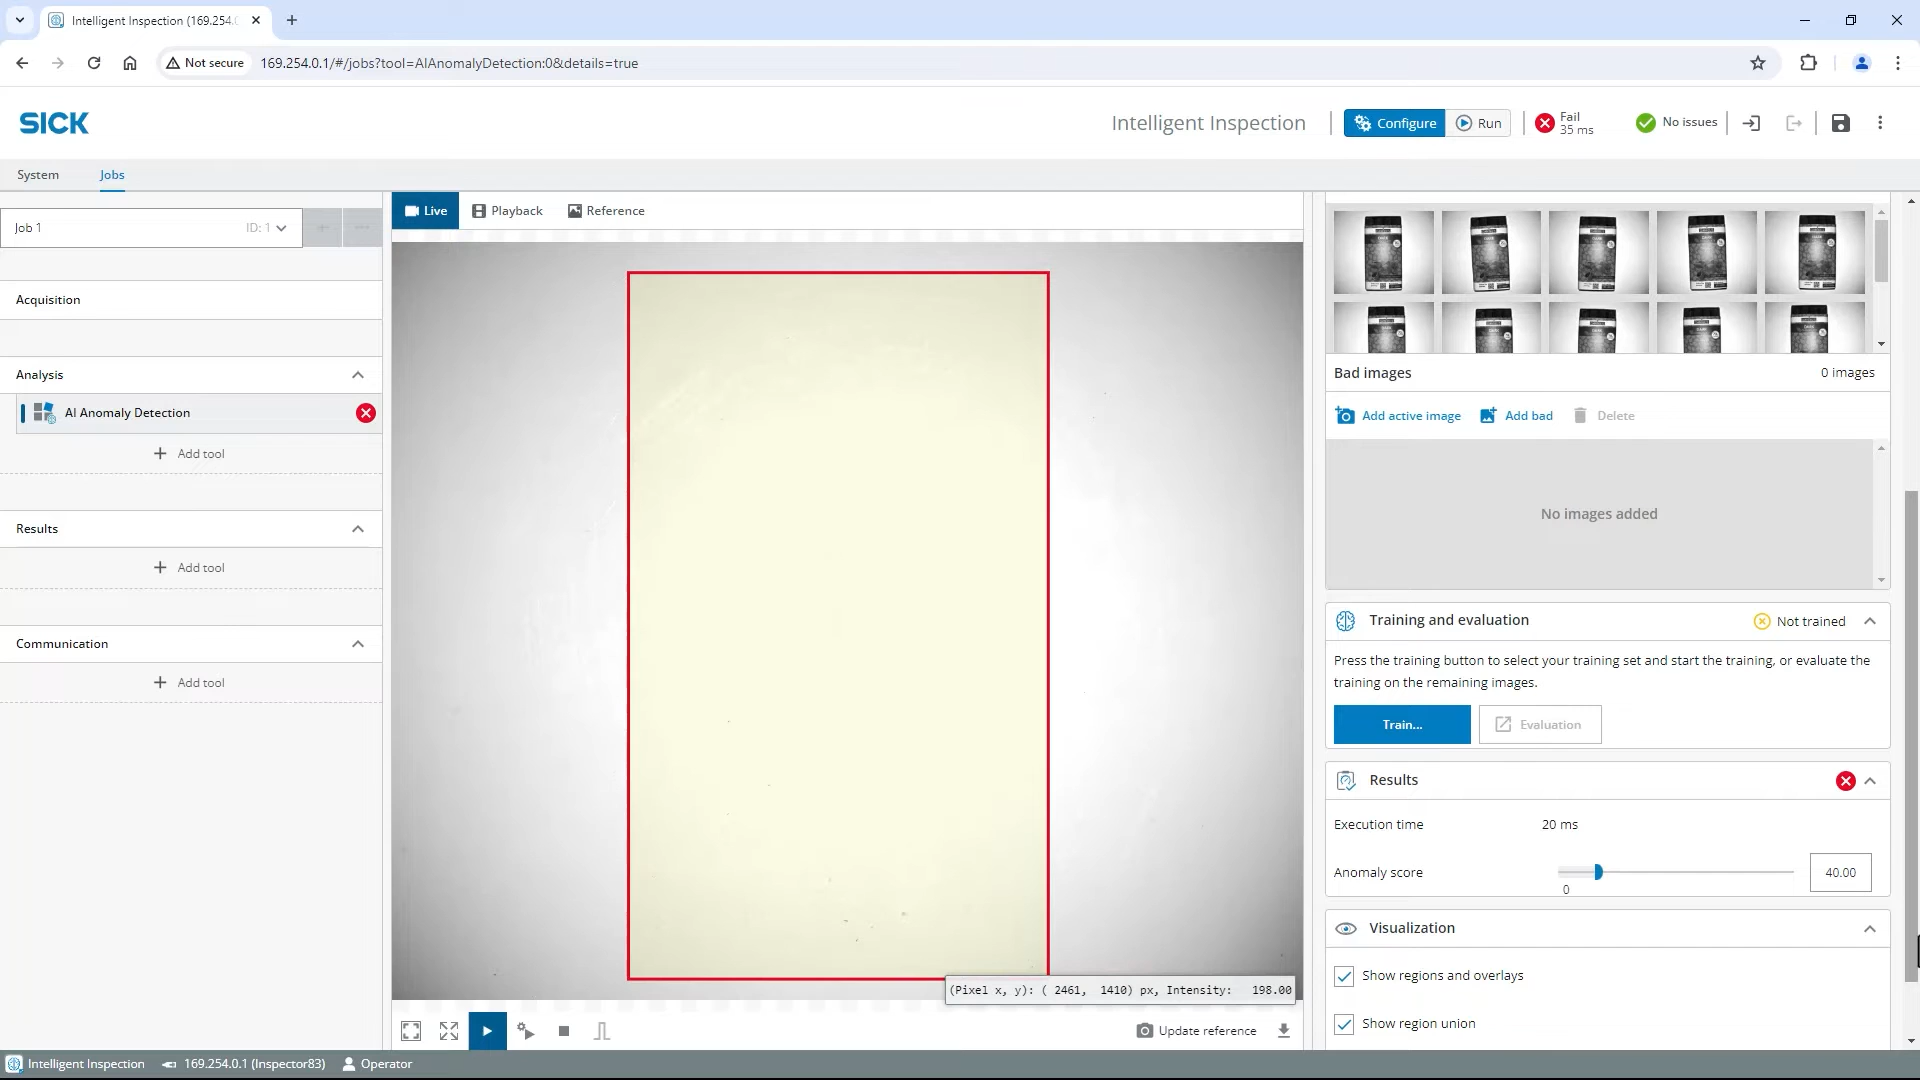 Intelligent Inspection (169.254.
Not secure
169.254.0.1/#/jobs?tool=AIAnomalyDetection:0&details=true
SICK
Intelligent Inspection
Configure
Run
Fail
35 ms
No issues
System
Jobs
Job 1
ID: 1
Acquisition
Analysis
AI Anomaly Detection
Add tool
Results
Add tool
Communication
Add tool
Live
Playback
Reference
(Pixel x, y): ( 2461, 1410) px, Intensity: 198.00
Update reference
Bad images
0 images
Add active image
Add bad
Delete
No images added
Training and evaluation
Not trained
Press the training button to select your training set and start the training, or evaluate the
training on the remaining images.
Train...
Evaluation
Results
Execution time
20 ms
Anomaly score
0
40.00
Visualization
Show regions and overlays
Show region union
Intelligent Inspection
169.254.0.1 (Inspector83)
Operator